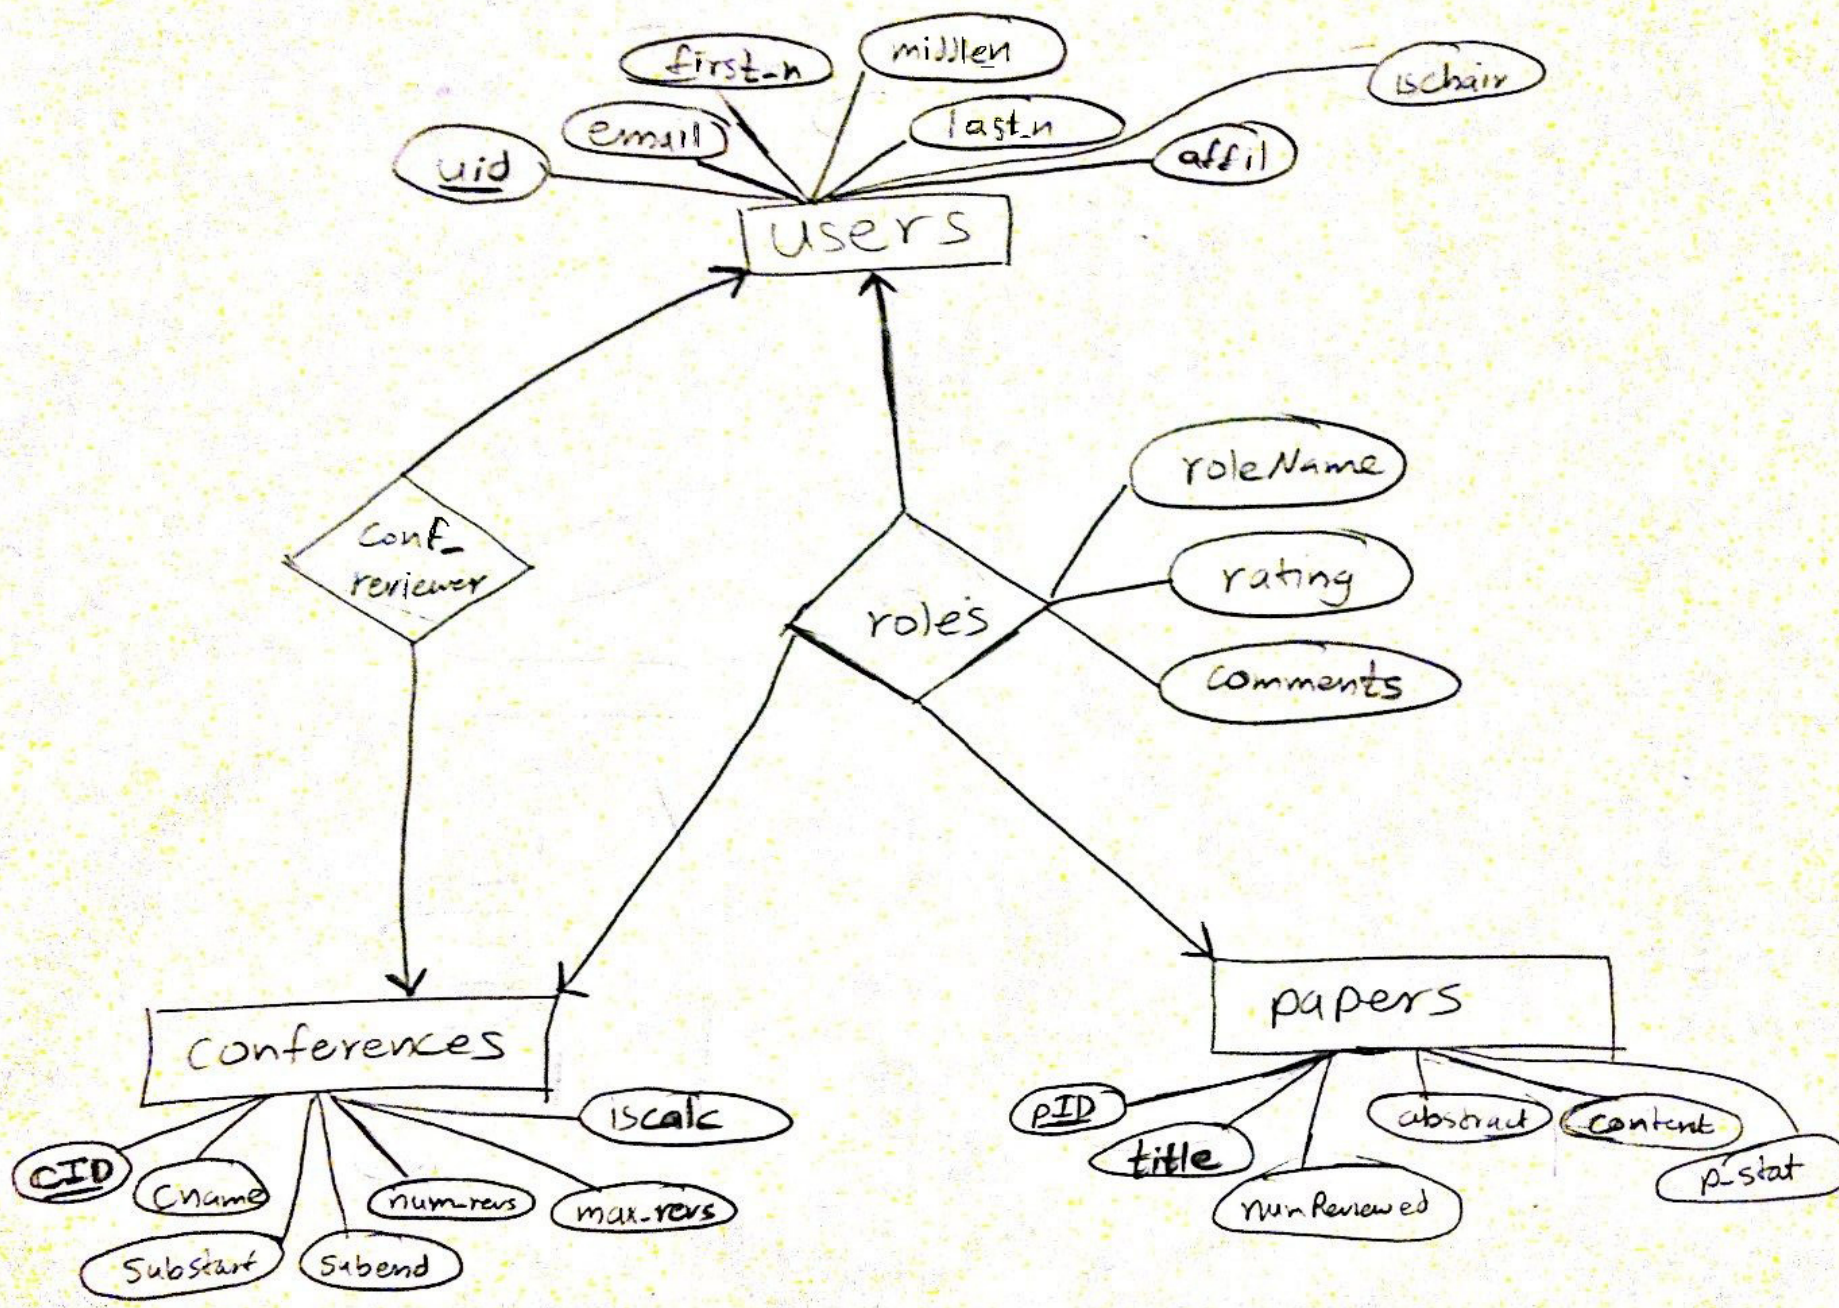 first_n
middlen
ischair
email
last_n
uid
affil
users
roleName
conf_
reviewer
rating
roles
comments
papers
conferences
iscalc
pID
abstract
content
cID
title
p_stat
cname
num_revs
max_revs
numReviewed
substart
subend